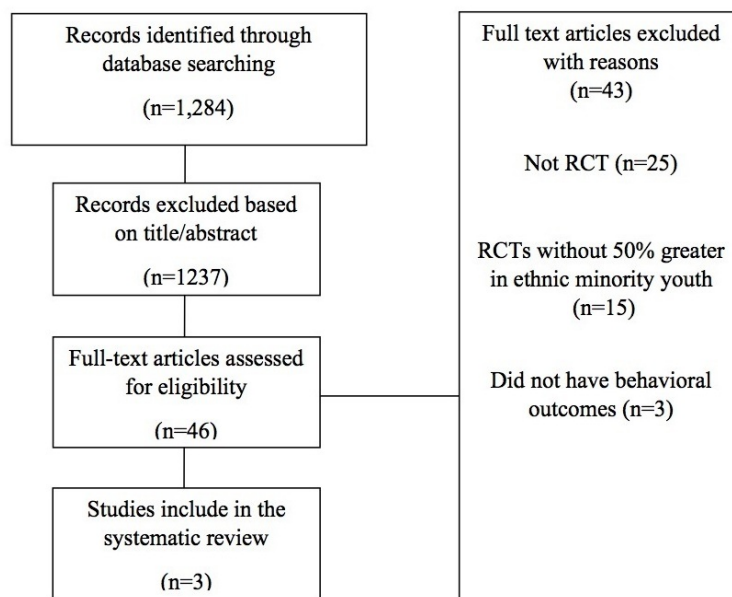 Records identified through
database searching
(n=1,284)
Records excluded based
on title/abstract
(n=1237)
Full-text articles assessed
for eligibility
(n=46)
Studies include in the
systematic review
(n=3)
Full text articles excluded
with reasons
(n=43)
Not RCT (n=25)
RCTs without 50% greater
in ethnic minority youth
(n=15)
Did not have behavioral
outcomes (n=3)